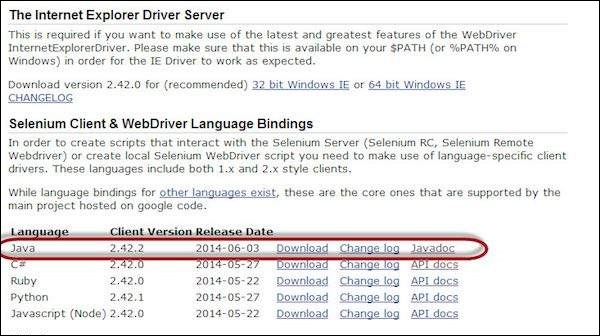 The Internet Explorer Driver Server
This is required if you want to make use of the latest and greatest features of the WebDriver
InternetExplorerDriver. Please make sure that this is available on your $PATH (or %PATH% on
Windows) in order for the IE Driver to work as expected.
Download version 2.42.0 for (recommended) 32 bit Windows IE or 64 bit Windows IE
CHANGELOG
Selenium Client & WebDriver Language Bindings
In order to create scripts that interact with the Selenium Server (Selenium RC, Selenium Remote
Webdriver) or create local Selenium WebDriver script you need to make use of language-specific client
drivers. These languages include both 1.x and 2.x style clients.
While language bindings for other languages exist, these are the core ones that are supported by the
main project hosted on google code.
Language Client Version Release Date
Java 2.42.2 2014-06-03 Download Change log Javadoc
C# 2.42.0 2014-05-27 Download Change log API docs
Ruby 2.42.0 2014-05-22 Download Change log API docs
Python 2.42.1 2014-05-27 Download Change log API docs
Javascript (Node) 2.42.0 2014-05-22 Download Change log API docs